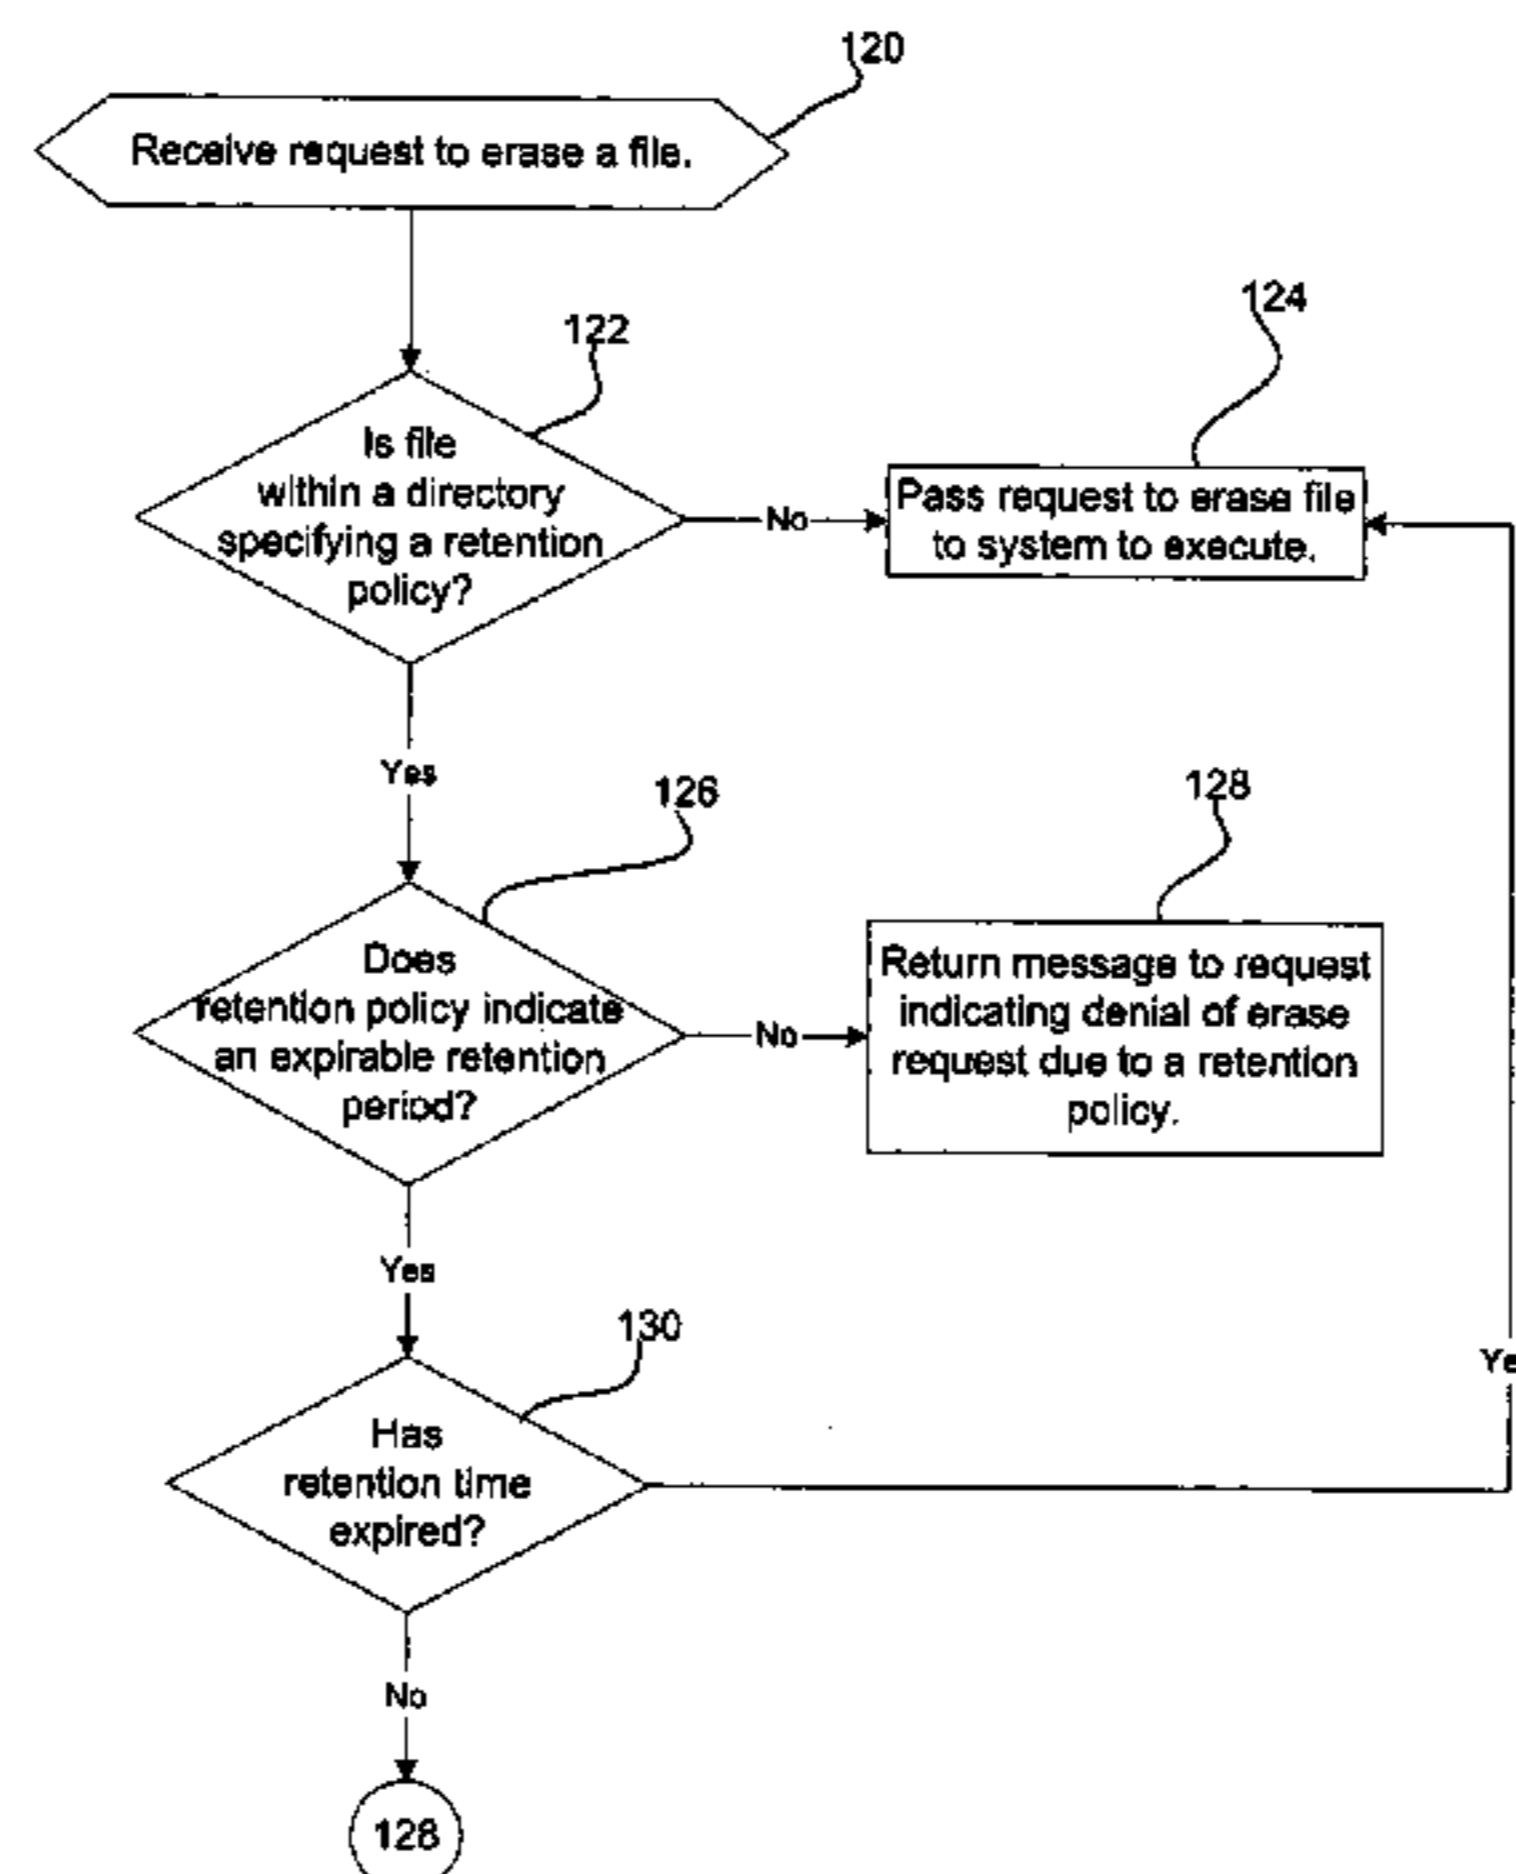 120
Receive request to erase a file.
122
124
Is file
within a directory
specifying a retention
policy?
No
Pass request to erase file
to system to execute.
Yes
126
128
Does
retention policy indicate
an expirable retention
period?
No
Return message to request
indicating denial of erase
request due to a retention
policy.
Yes
130
Ye
Has
retention time
expired?
No
128